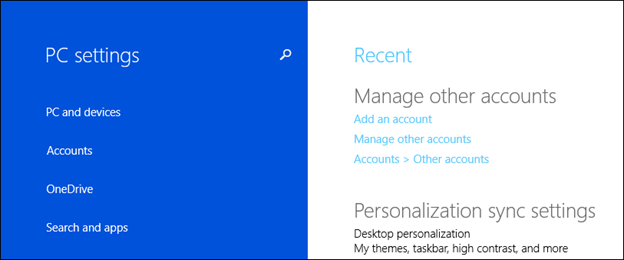 PC settings
PC and devices
Accounts
OneDrive
Search and apps
Recent
Manage other accounts
Add an account
Manage other accounts
Accounts > Other accounts
Personalization sync settings
Desktop personalization
My themes, taskbar, high contrast, and more